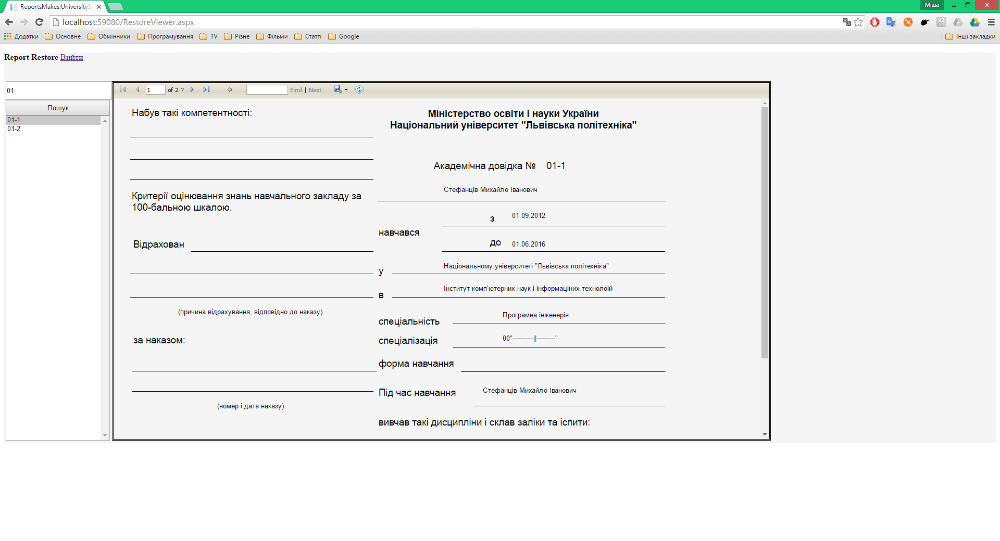 ReportsMakes:UniversityS
Міша
localhost:59080/RestoreViewer.aspx
Додатки Основне Обмінники Програмування TV Різне Фільми Статті Google Інші закладки
Report Restore Вийти
01
Пошук
01-1
01-2
1 of 2 ? Find | Next
Набув такі компетентності:
Критерії оцінювання знань навчального закладу за
100-бальною шкалою.
Відрахован
(причина відрахування, відповідно до наказу)
за наказом:
(номер і дата наказу)
Міністерство освіти і науки України
Національний університет "Львівська політехніка"
Академічна довідка № 01-1
Стефанців Михайло Іванович
з 01.09.2012
навчався
до 01.06.2016
у Національному університеті "Львівська політехніка"
в Інститут комп'ютерних наук і інформаціних технолоій
спеціальність Програмна інженерія
спеціалізація 00"----------||---------"
форма навчання
Під час навчання Стефанців Михайло Іванович
вивчав такі дисципліни і склав заліки та іспити: